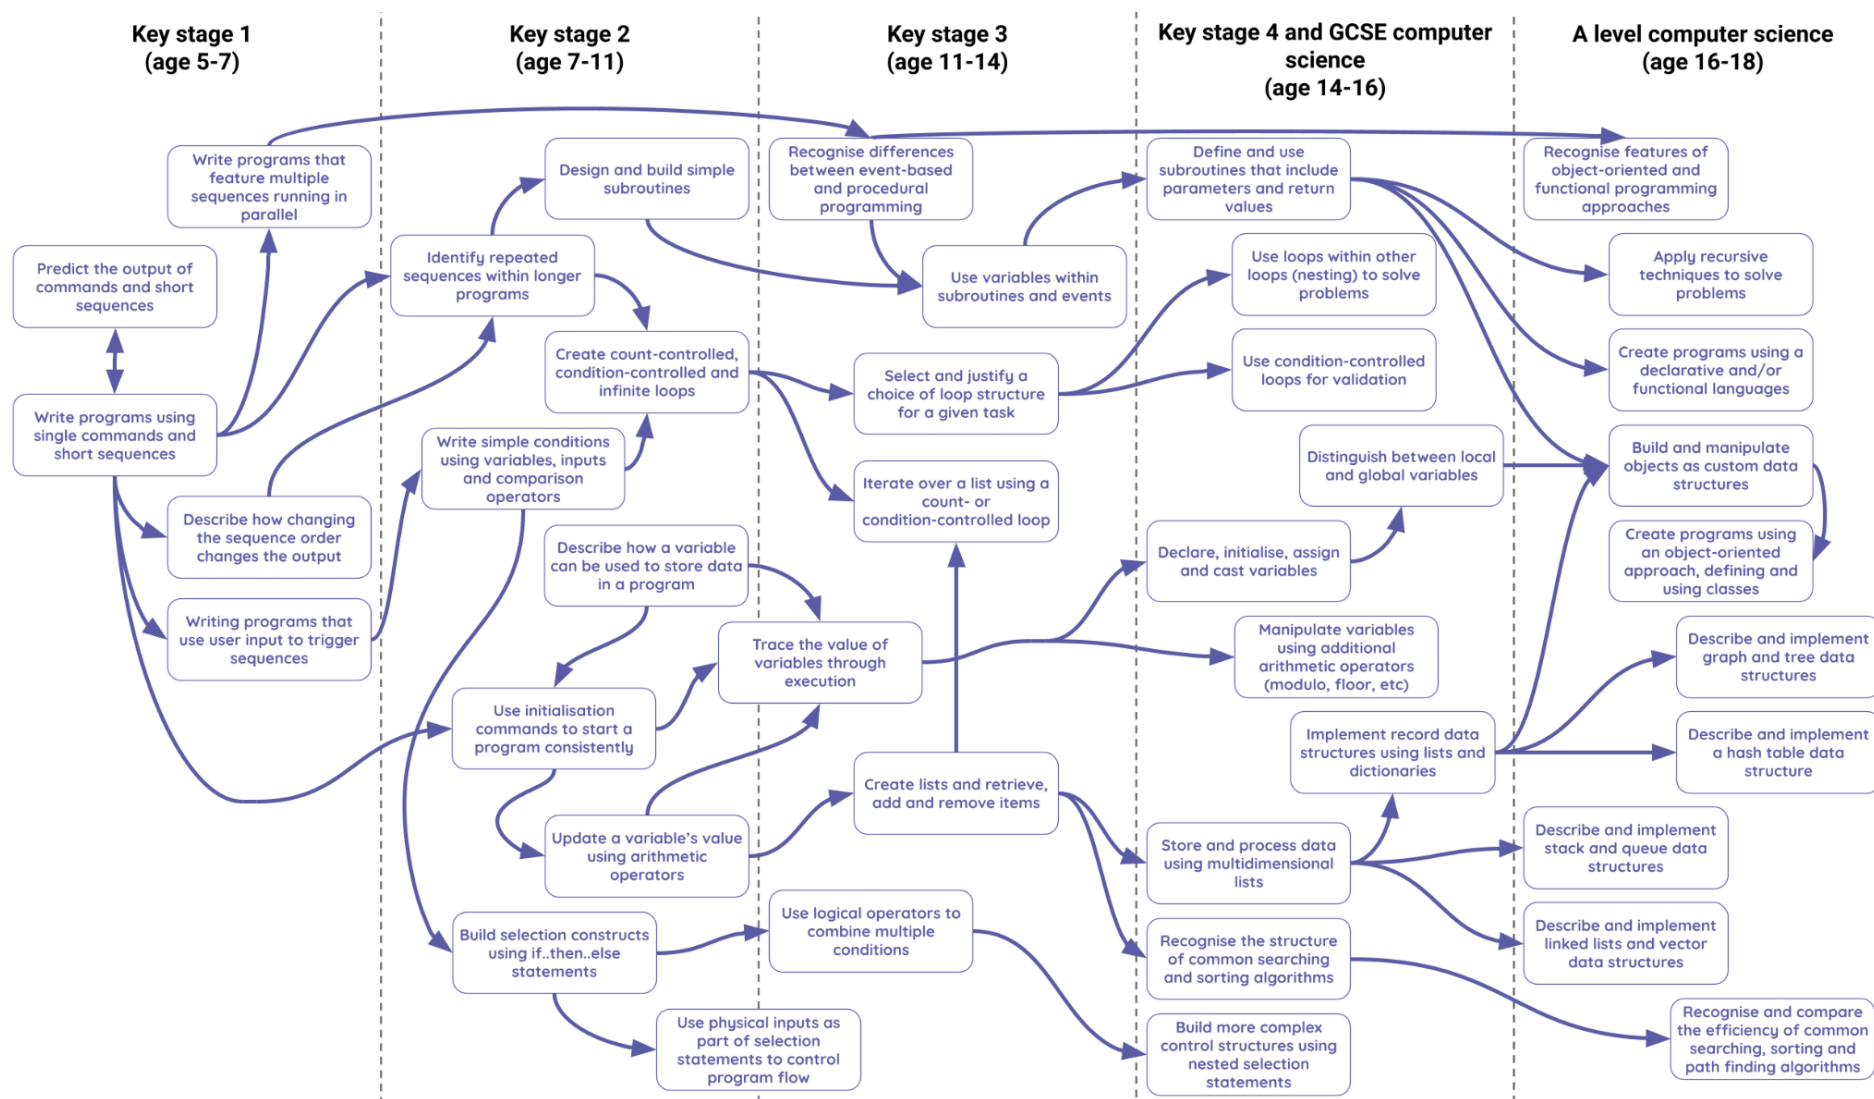 Key stage 1
(age 5-7)
Key stage 2
(age 7-11)
Key stage 3
(age 11-14)
Key stage 4 and GCSE computer
science
(age 14-16)
A level computer science
(age 16-18)
Write programs that
feature multiple
sequences running in
parallel
Predict the output of
commands and short
sequences
Write programs using
single commands and
short sequences
Describe how changing
the sequence order
changes the output
Writing programs that
use user input to trigger
sequences
Design and build simple
subroutines
Identify repeated
sequences within longer
programs
Create count-controlled,
condition-controlled and
infinite loops
Write simple conditions
using variables, inputs
and comparison
operators
Describe how a variable
can be used to store data
in a program
Trace the value of
variables through
execution
Use initialisation
commands to start a
program consistently
Update a variable’s value
using arithmetic
operators
Build selection constructs
using if..then..else
statements
Use physical inputs as
part of selection
statements to control
program flow
Recognise differences
between event-based
and procedural
programming
Use variables within
subroutines and events
Select and justify a
choice of loop structure
for a given task
Iterate over a list using a
count- or
condition-controlled loop
Create lists and retrieve,
add and remove items
Use logical operators to
combine multiple
conditions
Define and use
subroutines that include
parameters and return
values
Use loops within other
loops (nesting) to solve
problems
Use condition-controlled
loops for validation
Distinguish between local
and global variables
Declare, initialise, assign
and cast variables
Manipulate variables
using additional
arithmetic operators
(modulo, floor, etc)
Implement record data
structures using lists and
dictionaries
Store and process data
using multidimensional
lists
Recognise the structure
of common searching
and sorting algorithms
Build more complex
control structures using
nested selection
statements
Recognise features of
object-oriented and
functional programming
approaches
Apply recursive
techniques to solve
problems
Create programs using a
declarative and/or
functional languages
Build and manipulate
objects as custom data
structures
Create programs using
an object-oriented
approach, defining and
using classes
Describe and implement
graph and tree data
structures
Describe and implement
a hash table data
structure
Describe and implement
stack and queue data
structures
Describe and implement
linked lists and vector
data structures
Recognise and compare
the efficiency of common
searching, sorting and
path finding algorithms